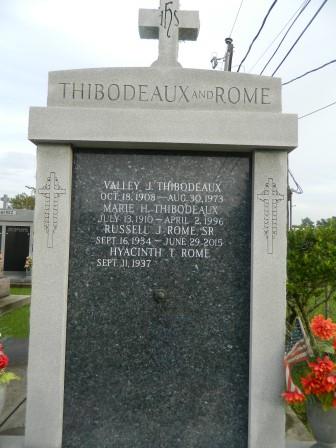 IHS
THIBODEAUX AND ROME
VALLEY J. THIBODEAUX
OCT. 18, 1908 — AUG. 30, 1973
MARIE H. THIBODEAUX
JULY 13, 1910 — APRIL 2, 1996
RUSSELL J. ROME, SR
SEPT. 16, 1934 — JUNE 29, 2015
HYACINTH T. ROME
SEPT. 11, 1937